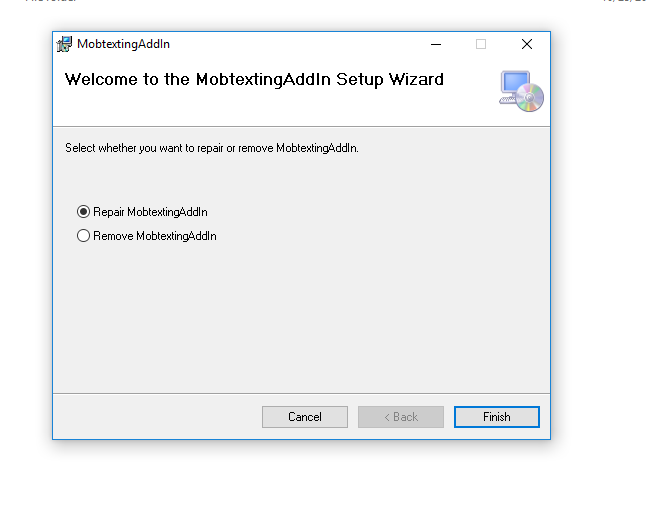 MobtextingAddIn
Welcome to the MobtextingAddIn Setup Wizard
Select whether you want to repair or remove MobtextingAddIn.
Repair MobtextingAddIn
Remove MobtextingAddIn
Cancel
< Back
Finish